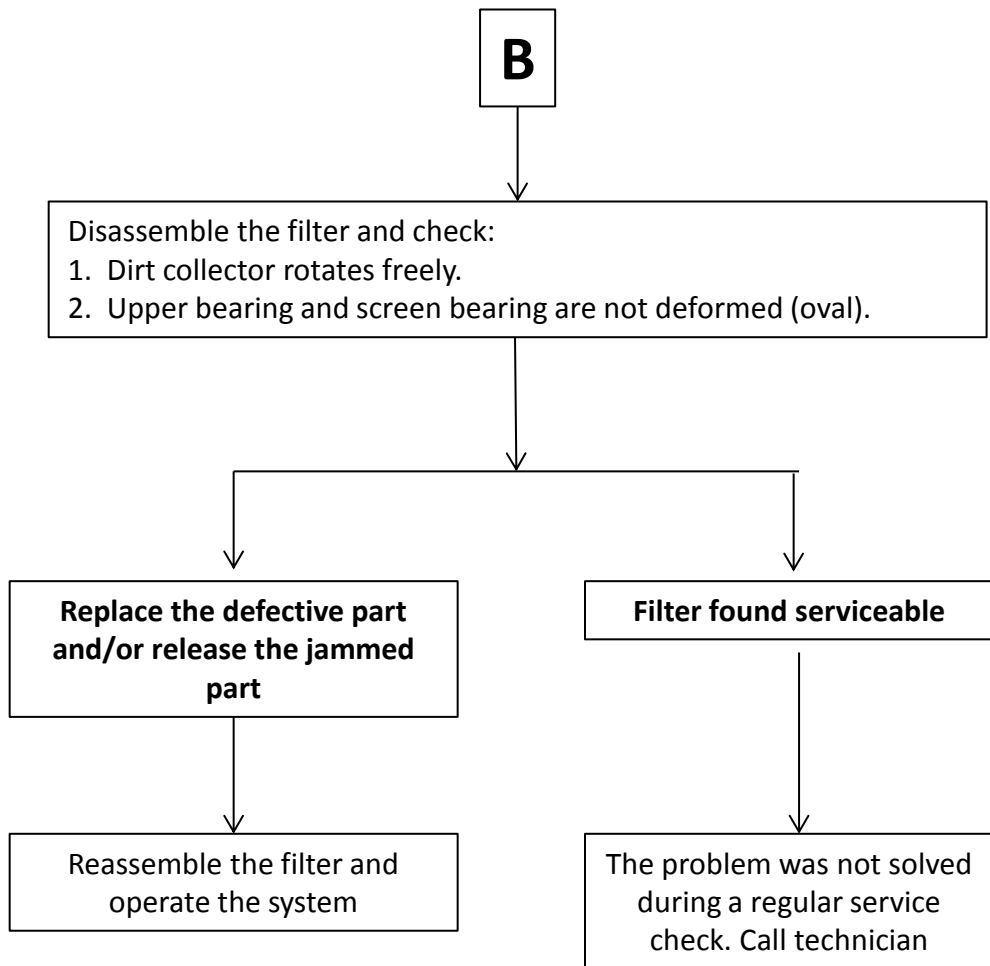 B
Disassemble the filter and check:
1. Dirt collector rotates freely.
2. Upper bearing and screen bearing are not deformed (oval).
Replace the defective part
and/or release the jammed
part
Filter found serviceable
Reassemble the filter and
operate the system
The problem was not solved
during a regular service
check. Call technician